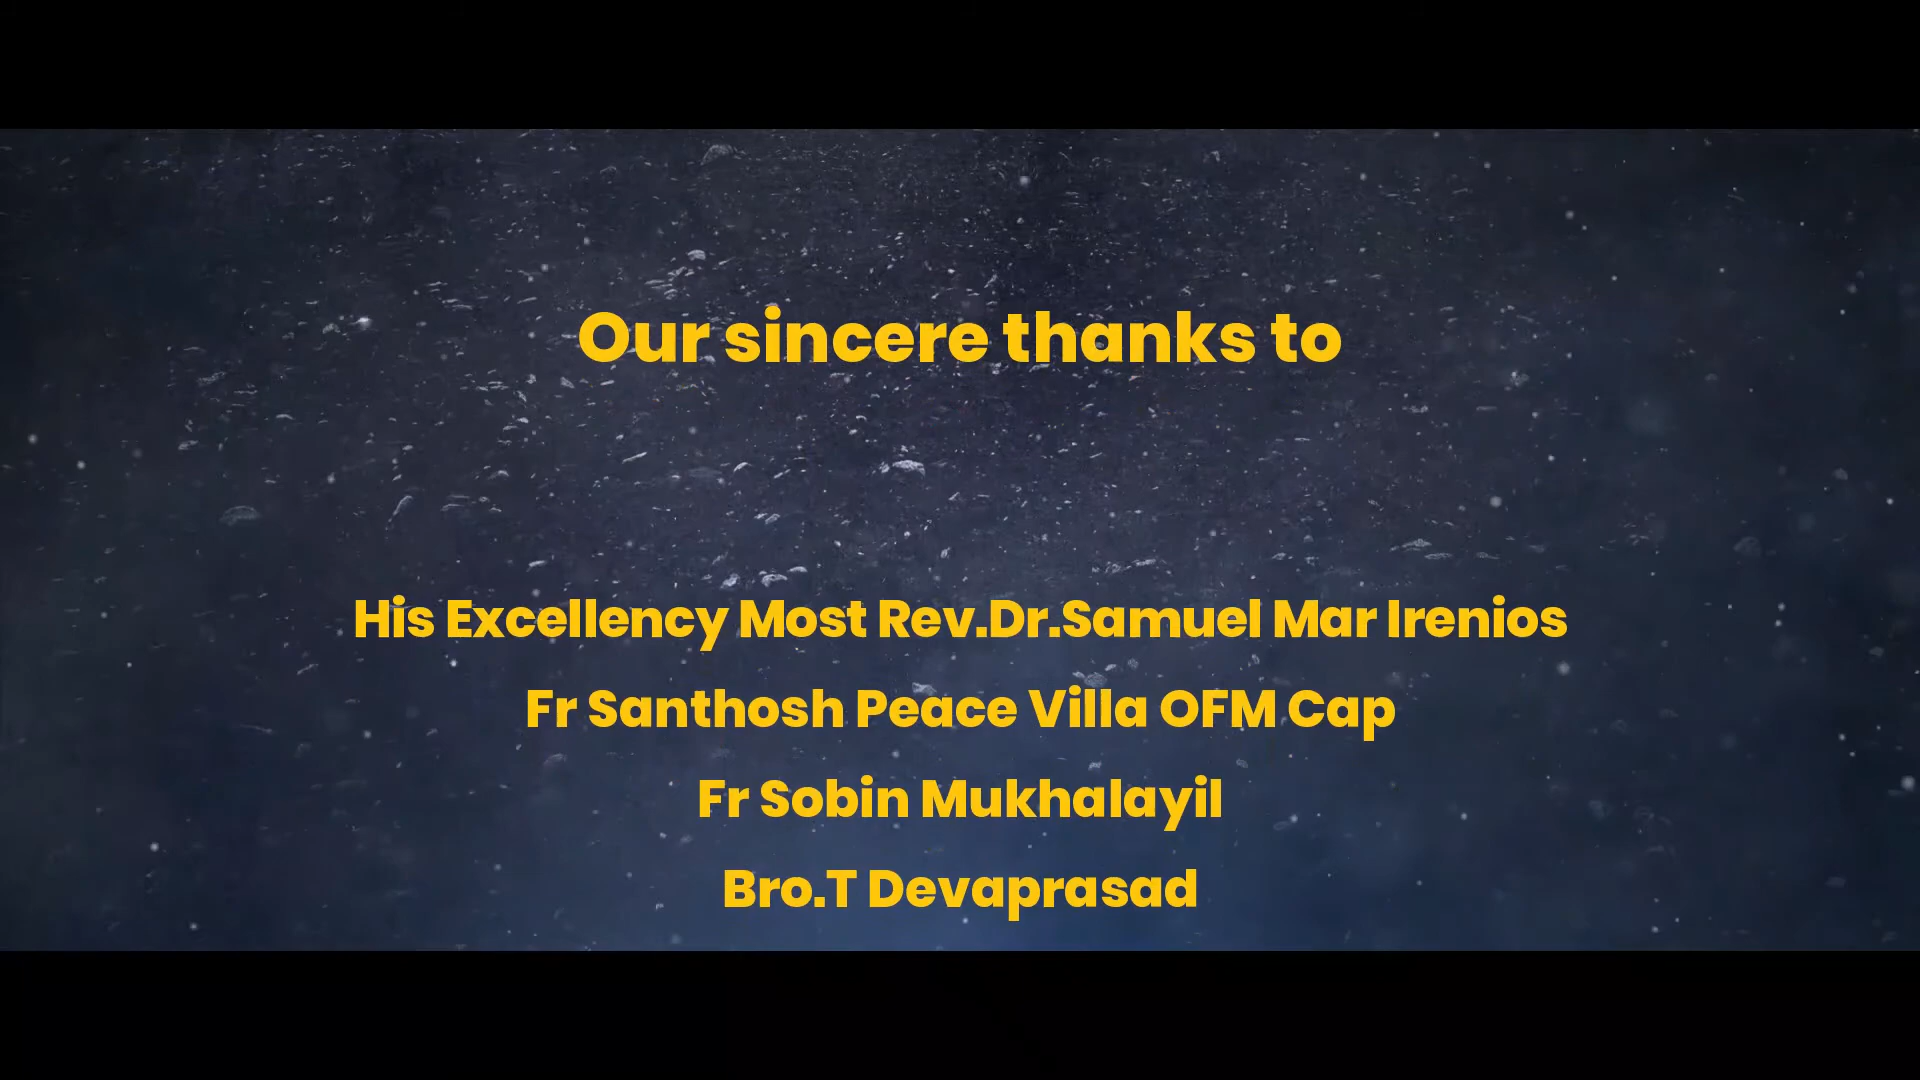 Our sincere thanks to
His Excellency Most Rev.Dr.Samuel Mar Irenios
Fr Santhosh Peace Villa OFM Cap
Fr Sobin Mukhalayil
Bro.T Devaprasad